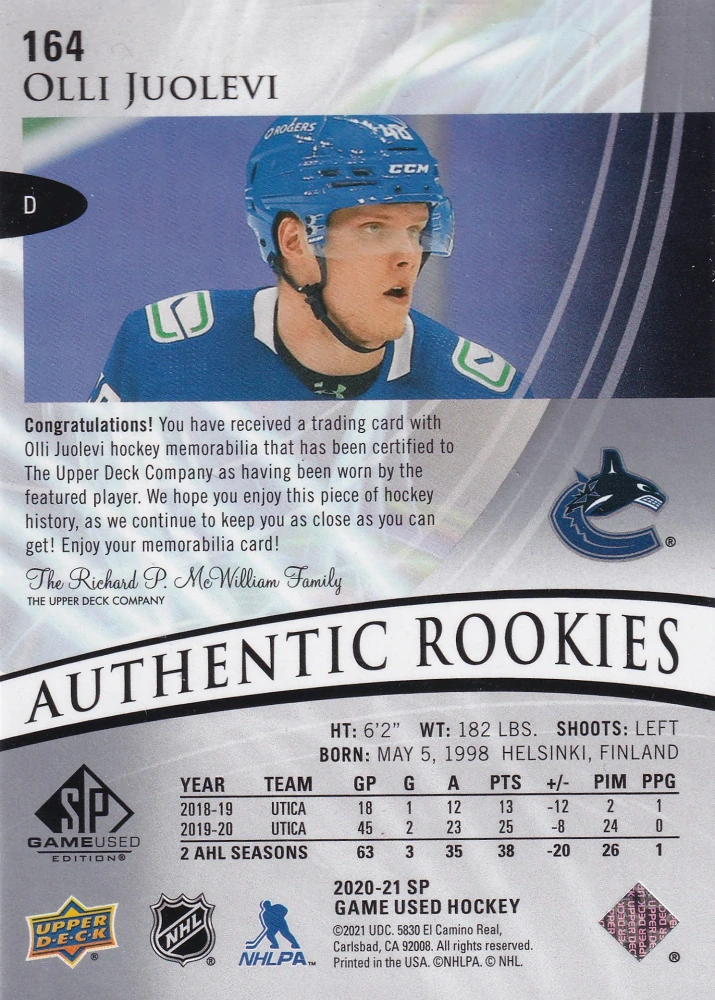 164
OLLI JUOLEVI
ROGERS
48
CCM
D
Congratulations! You have received a trading card with
Olli Juolevi hockey memorabilia that has been certified to
The Upper Deck Company as having been worn by the
featured player. We hope you enjoy this piece of hockey
history, as we continue to keep you as close as you can
get! Enjoy your memorabilia card!
®
The Richard P. McWilliam Family
THE UPPER DECK COMPANY
AUTHENTIC ROOKIES
HT: 6'2" WT: 182 LBS. SHOOTS: LEFT
BORN: MAY 5, 1998 HELSINKI, FINLAND
SP
GAMEUSED
EDITION®
YEAR TEAM GP G A PTS +/- PIM PPG
2018-19 UTICA 18 1 12 13 -12 2 1
2019-20 UTICA 45 2 23 25 -8 24 0
2 AHL SEASONS 63 3 35 38 -20 26 1
UPPER
DECK
®
NHL
®
NHLPA™
2020-21 SP
GAME USED HOCKEY
©2021 UDC. 5830 El Camino Real,
Carlsbad, CA 92008. All rights reserved.
Printed in the USA. ©NHLPA. © NHL.
®